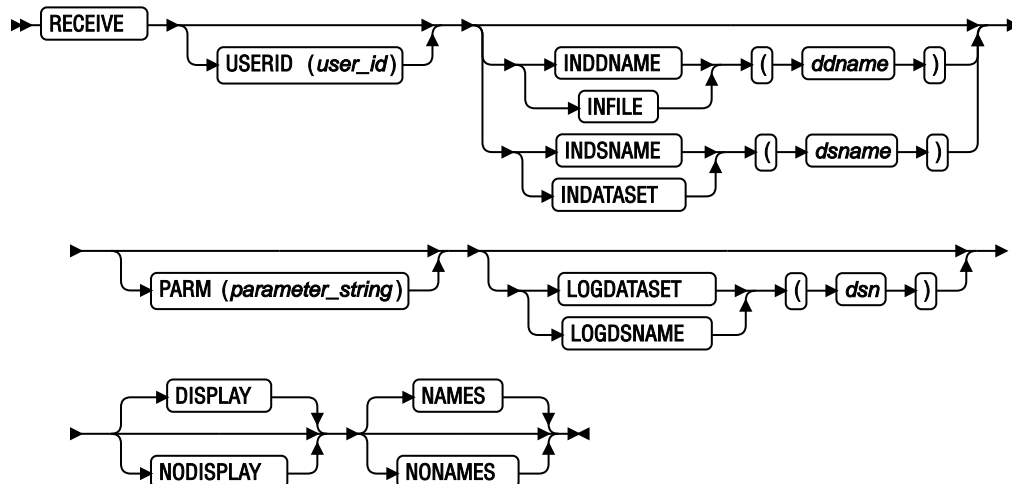 RECEIVE
USERID (user_id)
INDDNAME ( ddname )
INFILE
INDSNAME ( dsname )
INDATASET
PARM (parameter_string)
LOGDATASET ( dsn )
LOGDSNAME
DISPLAY NAMES
NODISPLAY NONAMES